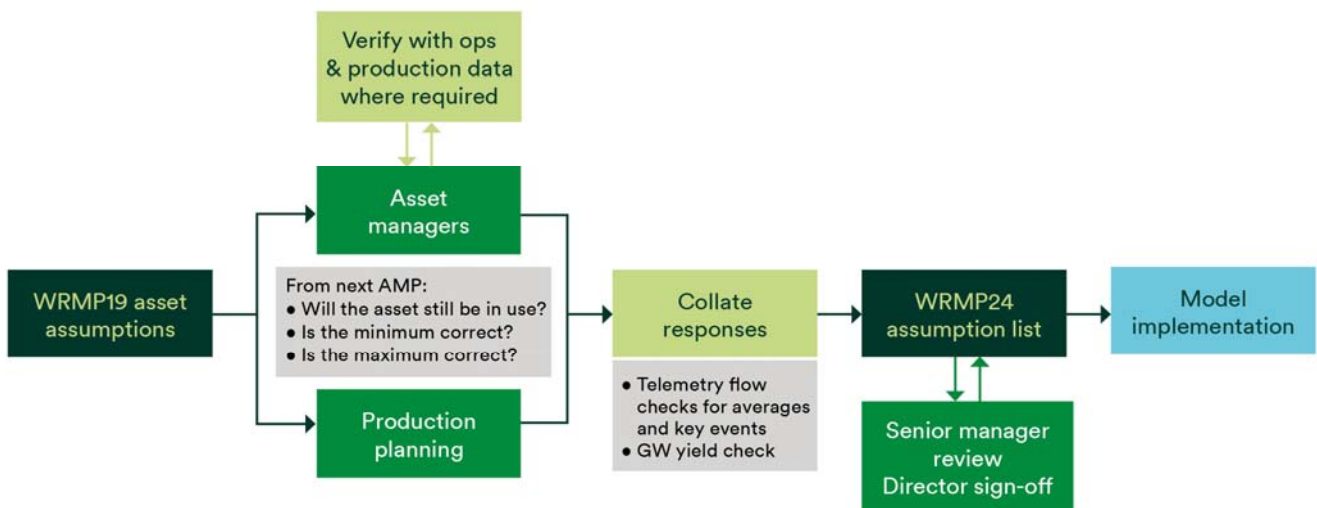 Verify with ops
& production data
where required
Asset
managers
WRMP19 asset
assumptions
From next AMP:
● Will the asset still be in use?
● Is the minimum correct?
● Is the maximum correct?
Production
planning
Collate
responses
● Telemetry flow
checks for averages
and key events
● GW yield check
WRMP24
assumption list
Senior manager
review
Director sign-off
Model
implementation